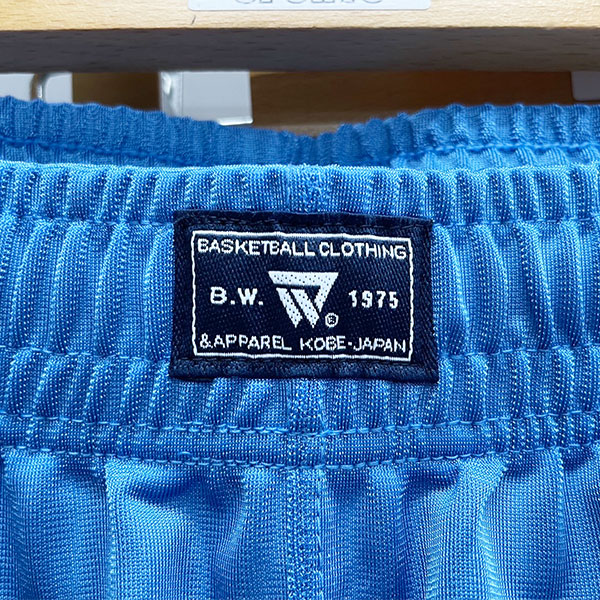 BASKETBALL CLOTHING
B.W. 1975
®
&APPAREL KOBE-JAPAN